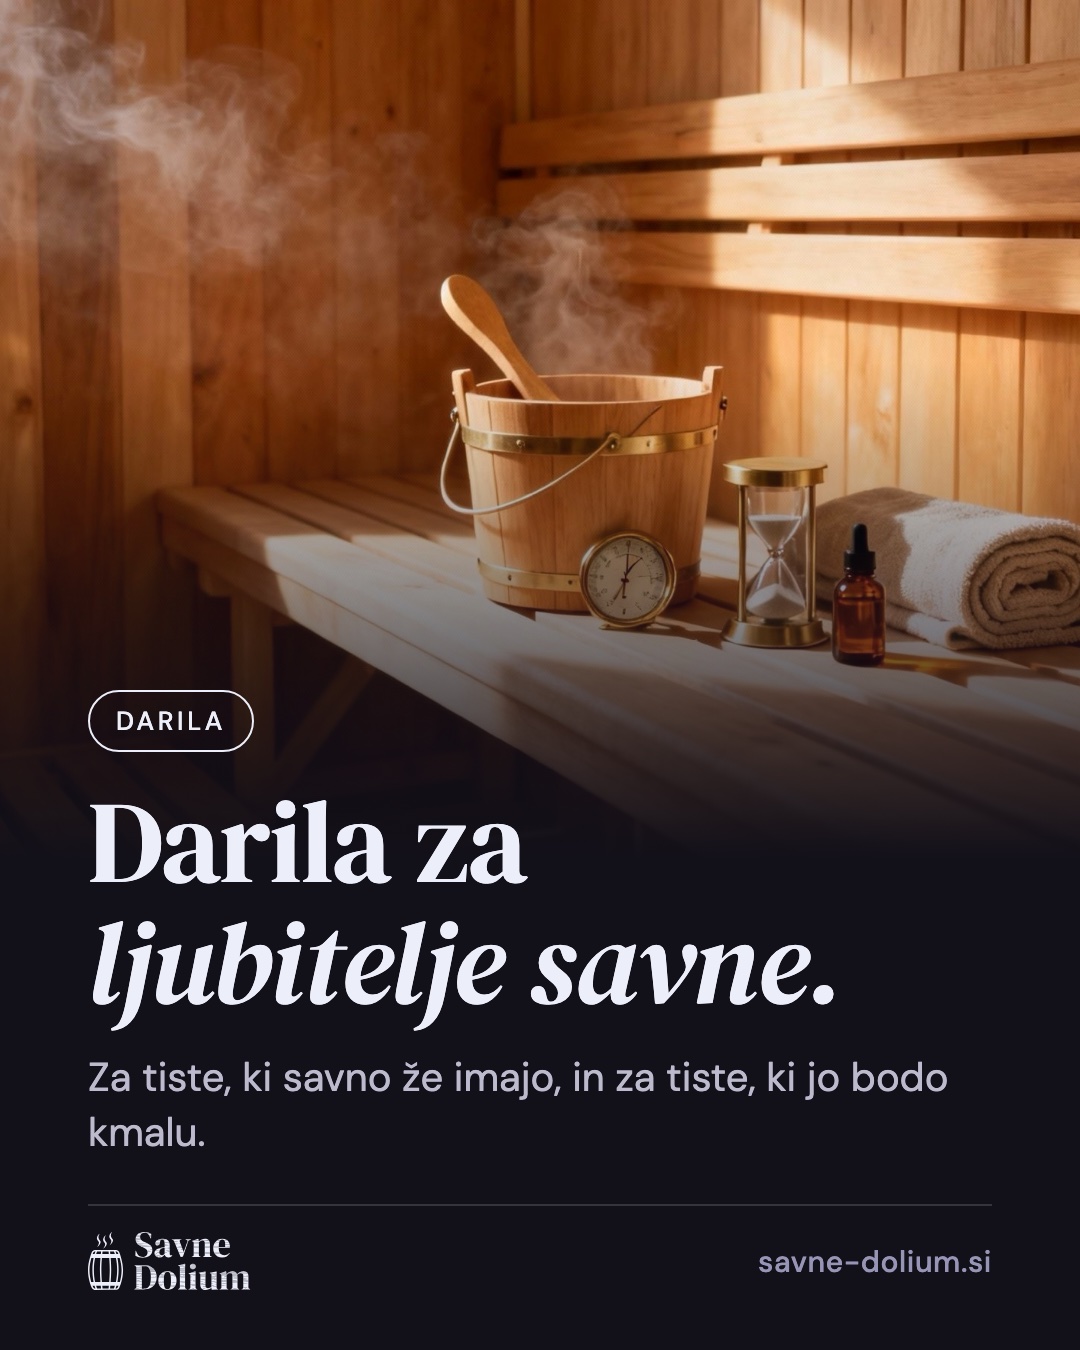 DARILA
Darila za
ljubitelje savne.
Za tiste, ki savno že imajo, in za tiste, ki jo bodo
kmalu.
Savne
Dolium
savne-dolium.si